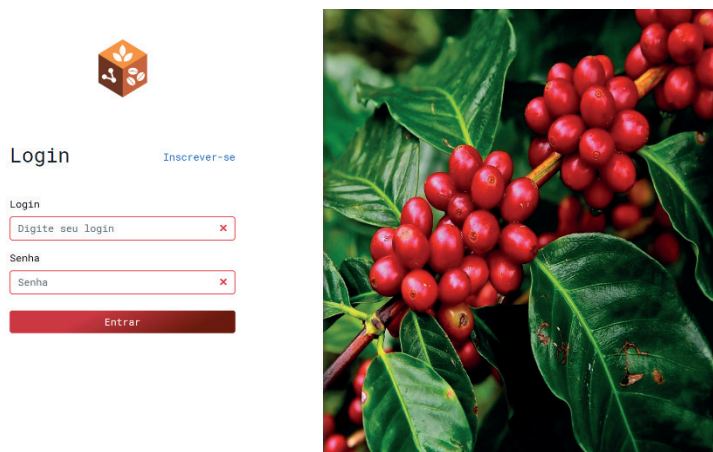 Login
Inscrever-se
Login
Digite seu login
Senha
Senha
Entrar